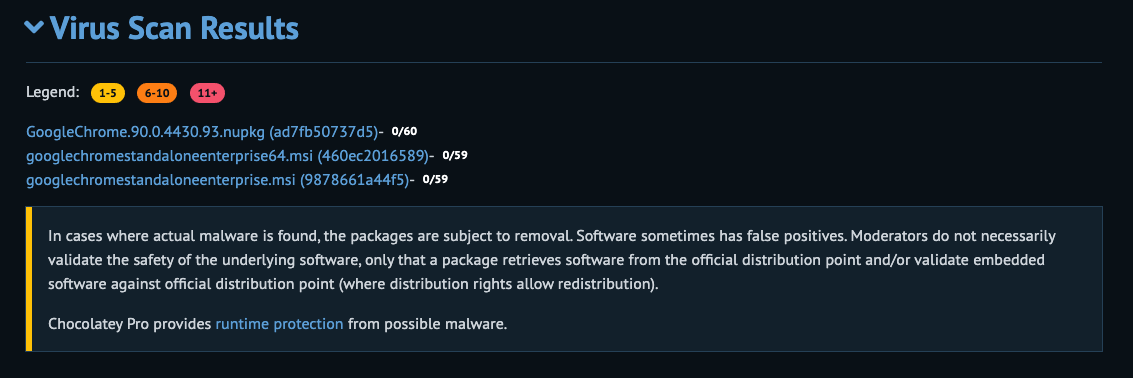 Virus Scan Results
Legend: 1-5 6-10 11+
GoogleChrome.90.0.4430.93.nupkg (ad7fb50737d5)- 0/60
googlechromestandaloneenterprise64.msi (460ec2016589)- 0/59
googlechromestandaloneenterprise.msi (9878661a44f5)- 0/59
In cases where actual malware is found, the packages are subject to removal. Software sometimes has false positives. Moderators do not necessarily
validate the safety of the underlying software, only that a package retrieves software from the official distribution point and/or validate embedded
software against official distribution point (where distribution rights allow redistribution).
Chocolatey Pro provides runtime protection from possible malware.